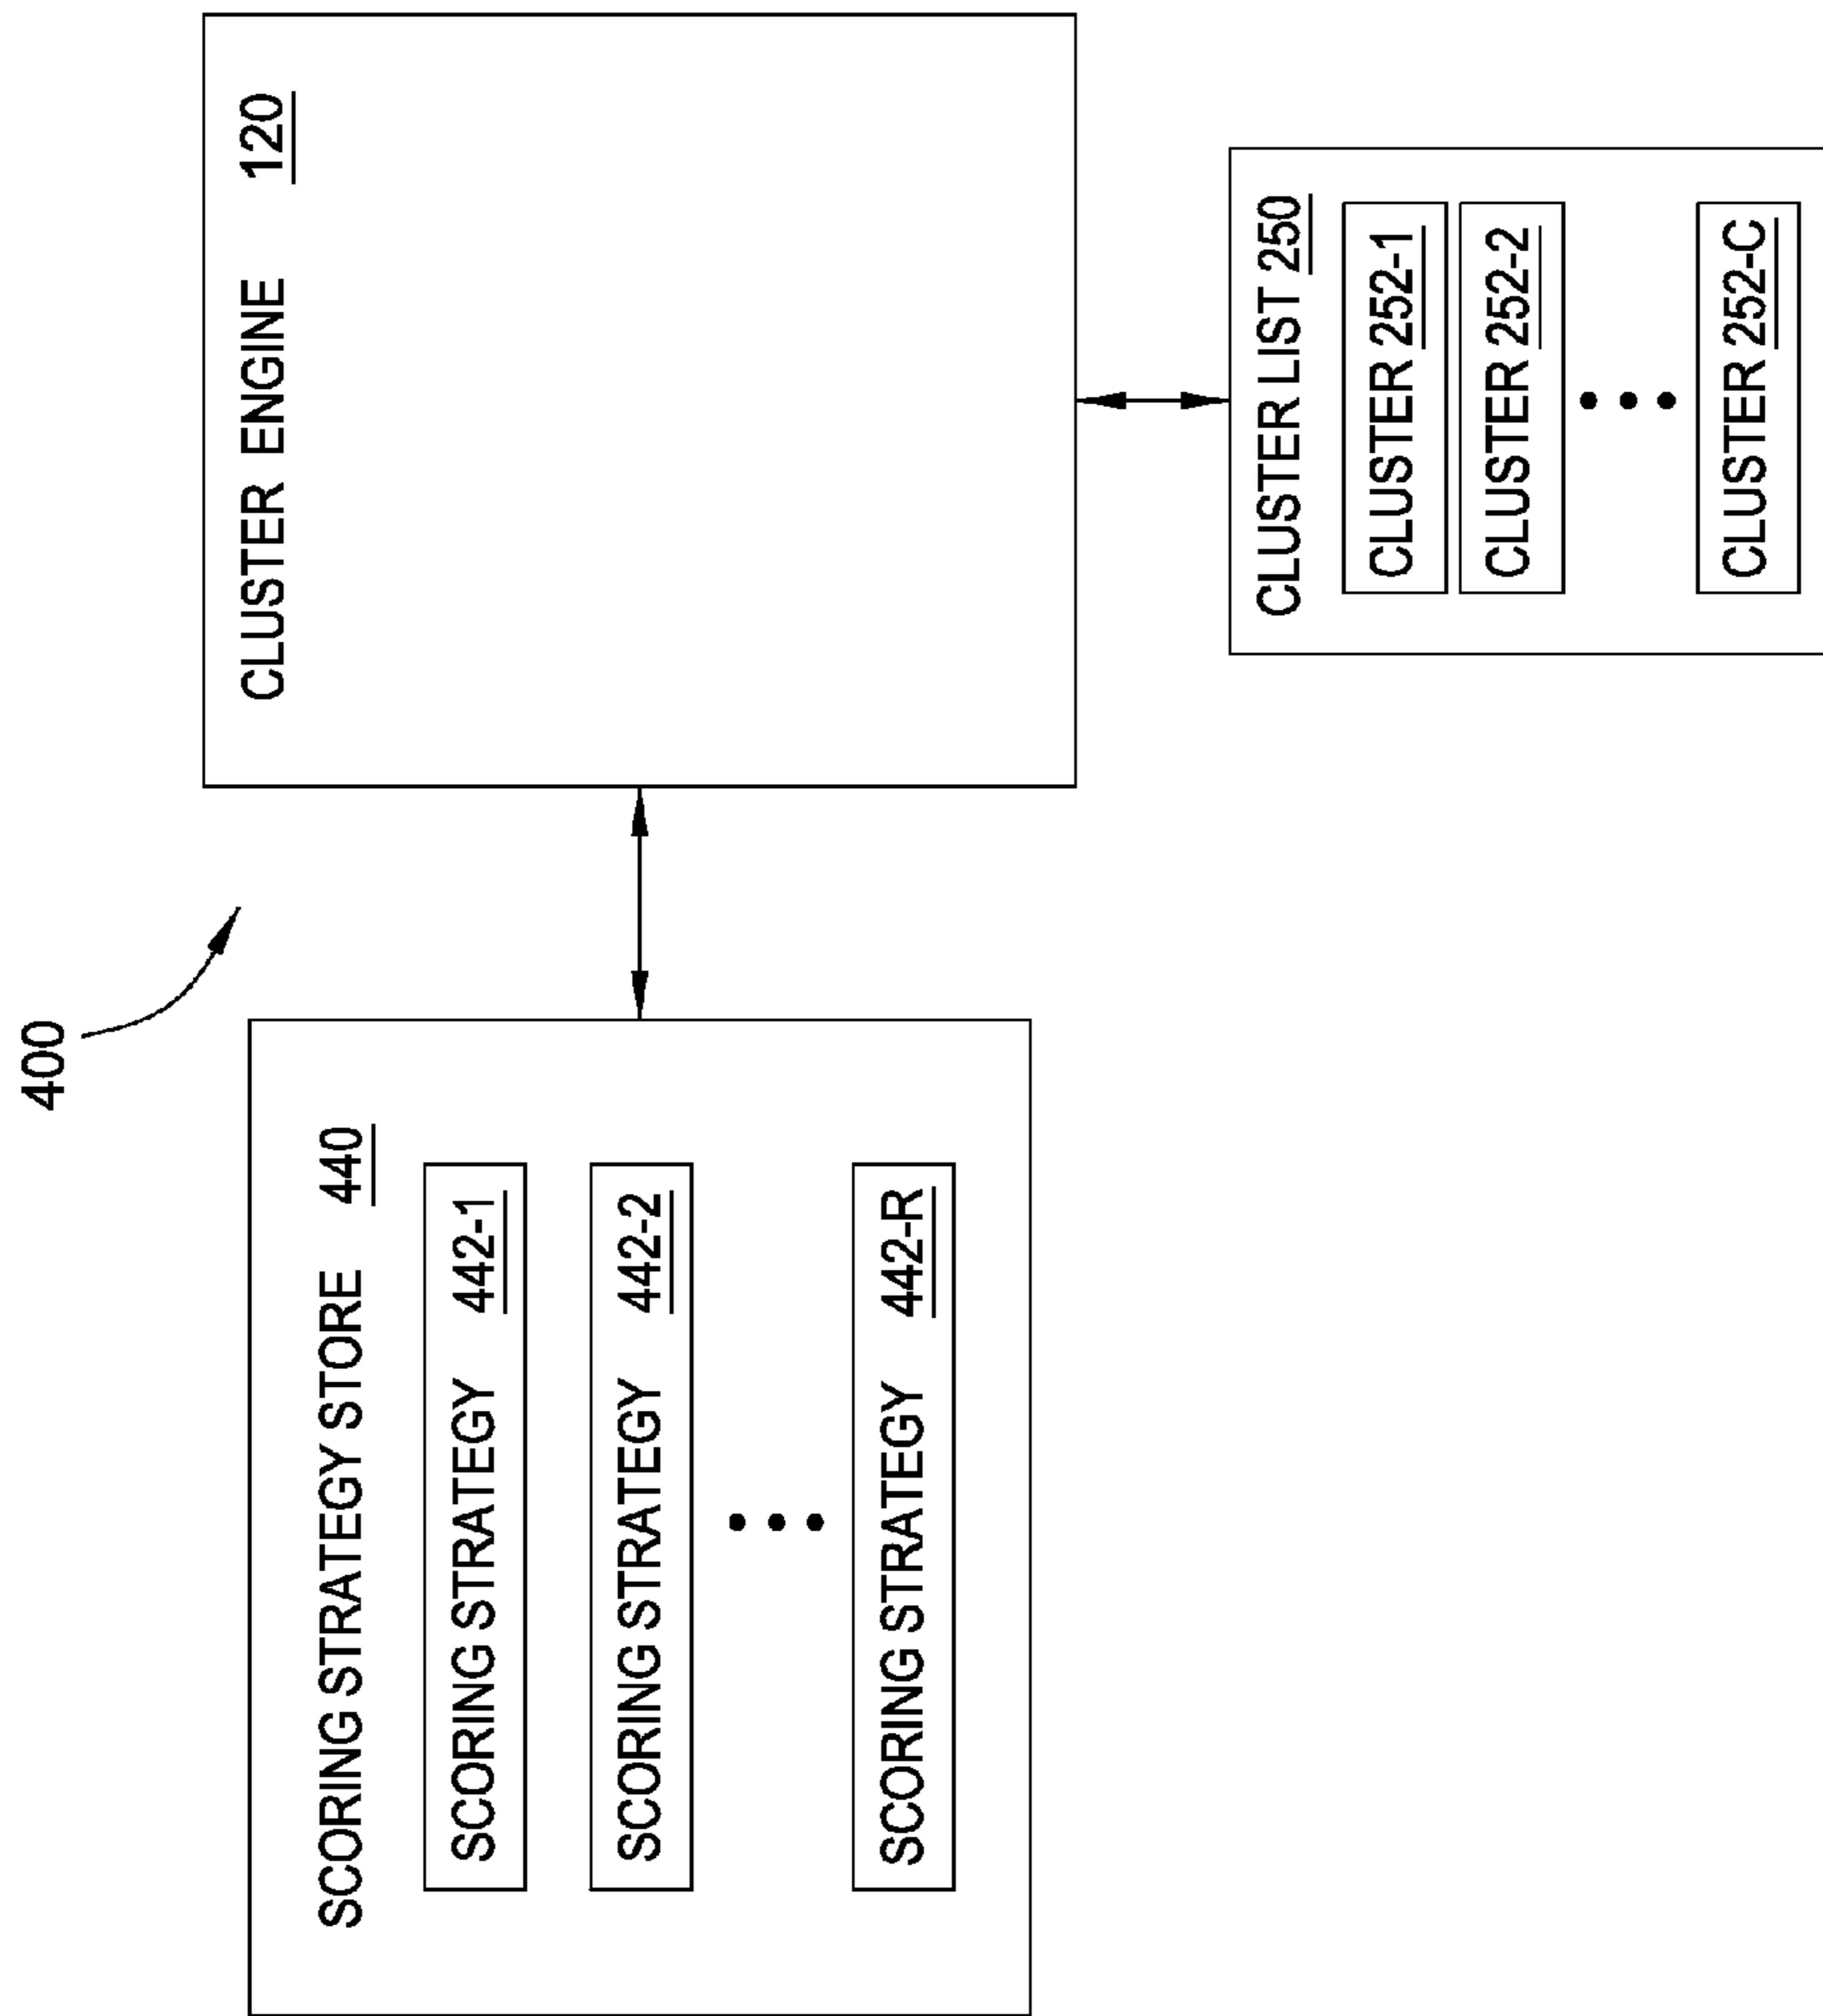 400
SCORING STRATEGY STORE 440
SCORING STRATEGY 442-1
SCORING STRATEGY 442-2
SCORING STRATEGY 442-R
CLUSTER ENGINE 120
CLUSTER LIST 250
CLUSTER 252-1
CLUSTER 252-2
CLUSTER 252-C